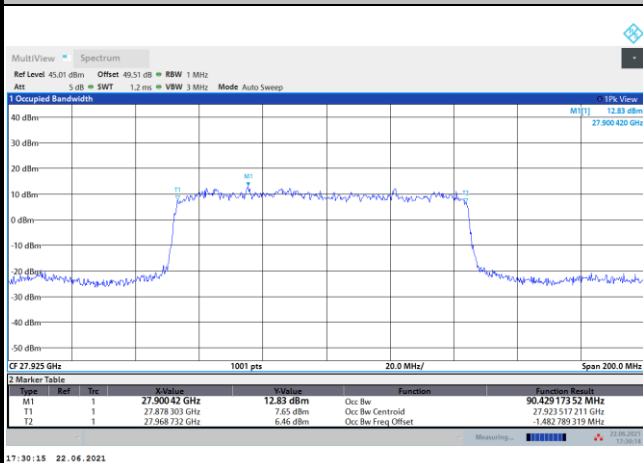 MultiView Spectrum
Ref Level 45.01 dBm Offset 49.51 dB RBW 1 MHz
Att 5 dB SWT 1.2 ms VBW 3 MHz Mode Auto Sweep
1 Occupied Bandwidth 1Pk View
M1[1] 12.83 dBm
27.900 420 GHz
40 dBm
30 dBm
20 dBm
M1
T1 T2
10 dBm
0 dBm
-10 dBm
-20 dBm
-30 dBm
-40 dBm
-50 dBm
CF 27.925 GHz 1001 pts 20.0 MHz/ Span 200.0 MHz
2 Marker Table
Type Ref Trc X-Value Y-Value Function Function Result
M1 1 27.900 42 GHz 12.83 dBm Occ Bw 90.429 173 52 MHz
T1 1 27.878 303 GHz 7.65 dBm Occ Bw Centroid 27.923 517 211 GHz
T2 1 27.968 732 GHz 6.46 dBm Occ Bw Freq Offset -1.482 789 319 MHz
Measuring... 22.06.2021
17:30:14
17:30:15 22.06.2021